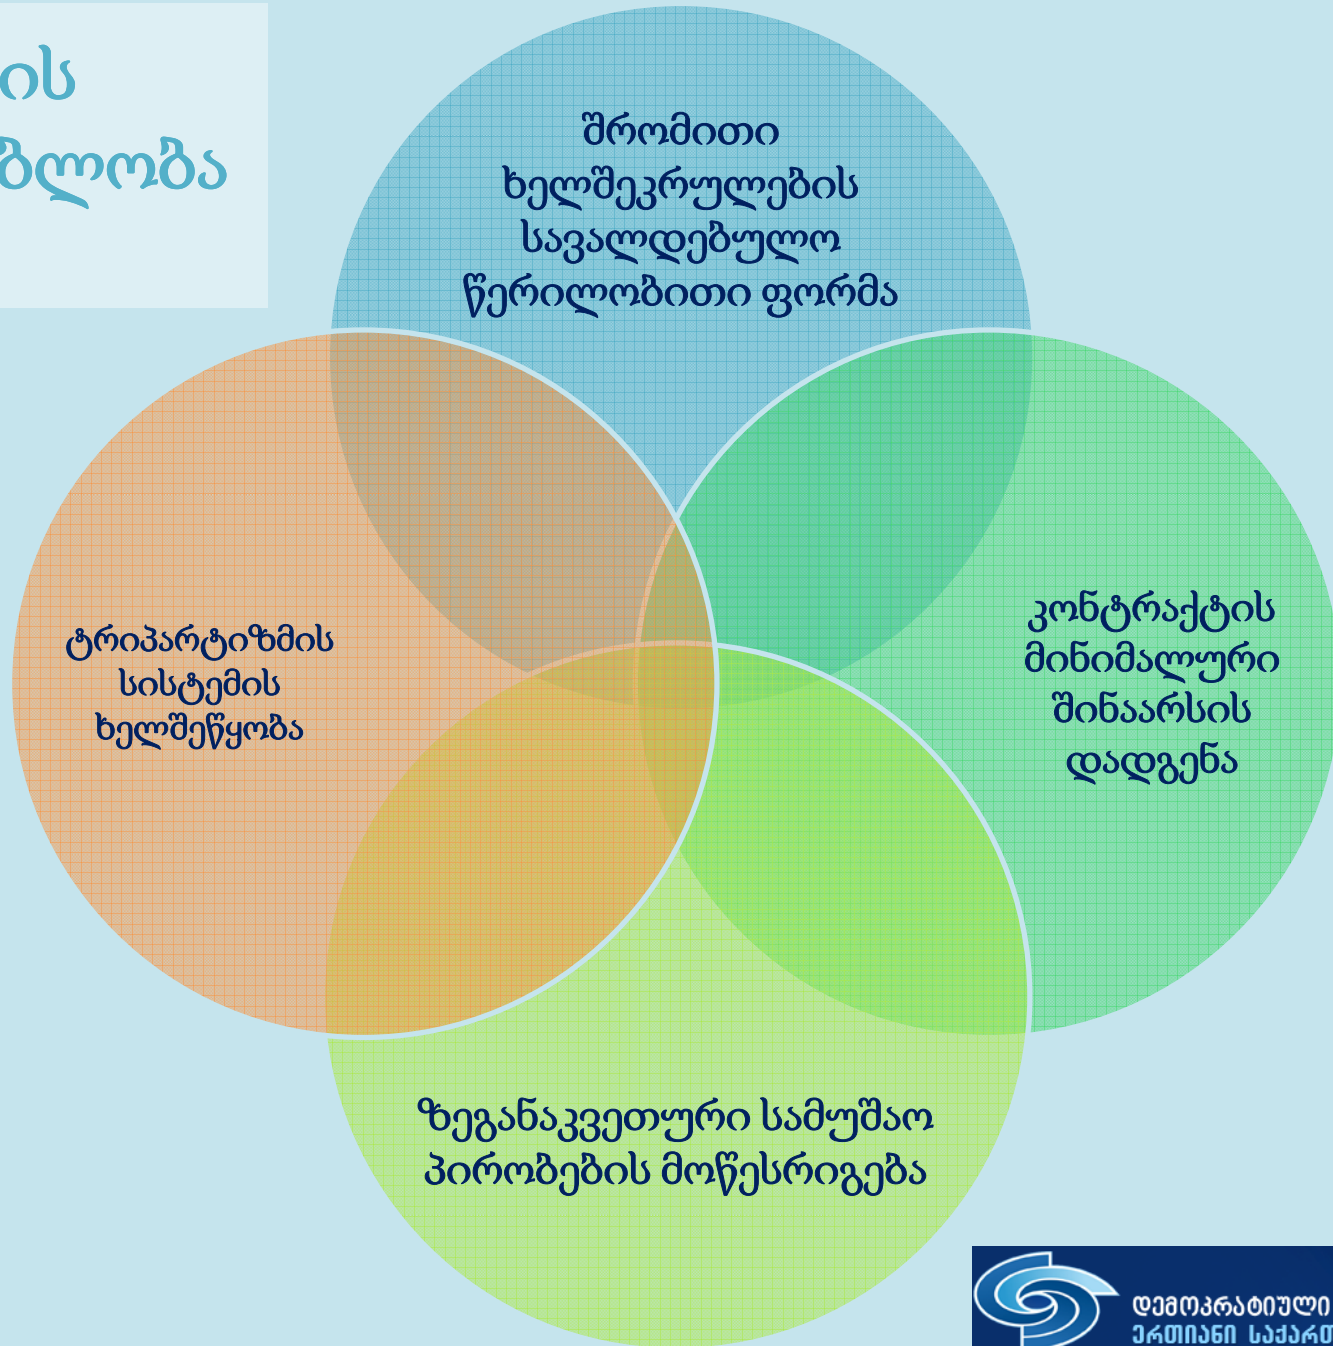 ის
ბლობა
შრომითი
ხელშეკრულების
სავალდებულო
წერილობითი ფორმა
ტრიპარტიზმის
სისტემის
ხელშეწყობა
კონტრაქტის
მინიმალური
შინაარსის
დადგენა
ზეგანაკვეთური სამუშაო
პირობების მოწესრიგება
დემოკრატიული
ერთიანი საქართ